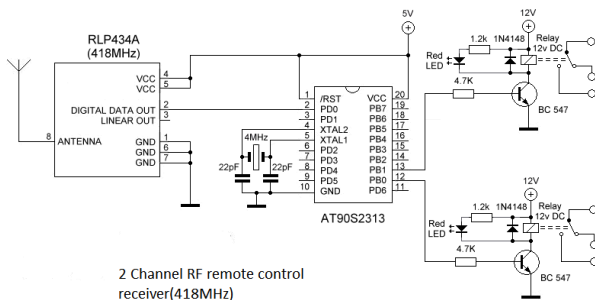 RLP434A
(418MHz)
VCC 4
VCC 5
DIGITAL DATA OUT 2
LINEAR OUT 3
8 ANTENNA
GND 1
GND 6
GND 7
5V
1 /RST VCC 20
2 PD0 PB7 19
3 PD1 PB6 18
4 XTAL2 PB5 17
5 XTAL1 PB4 16
6 PD2 PB3 15
7 PD3 PB2 14
8 PD4 PB1 13
9 PD5 PB0 12
10 GND PD6 11
AT90S2313
4MHz
22pF 22pF
12V
1.2k 1N4148 Relay
12v DC
Red
LED
4.7K
BC 547
12V
1.2k 1N4148 Relay
12v DC
Red
LED
4.7K
BC 547
2 Channel RF remote control
receiver(418MHz)